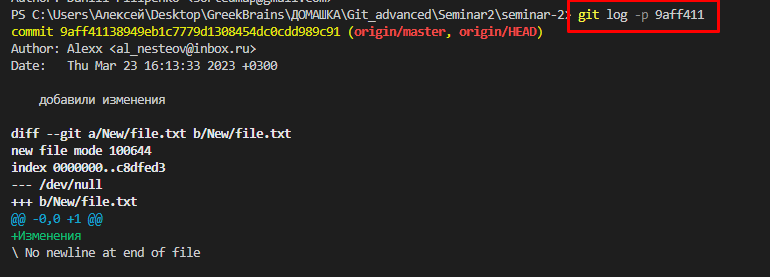 PS C:\Users\Алексей\Desktop\GreekBrains\ДОМАШКА\Git_advanced\Seminar2\seminar-2> git log -p 9aff411
commit 9aff41138949eb1c7779d1308454dc0cdd989c91 (origin/master, origin/HEAD)
Author: Alexx <al_nesteov@inbox.ru>
Date:   Thu Mar 23 16:13:33 2023 +0300
добавили изменения
diff --git a/New/file.txt b/New/file.txt
new file mode 100644
index 0000000..c8dfed3
--- /dev/null
+++ b/New/file.txt
@@ -0,0 +1 @@
+Изменения
\ No newline at end of file